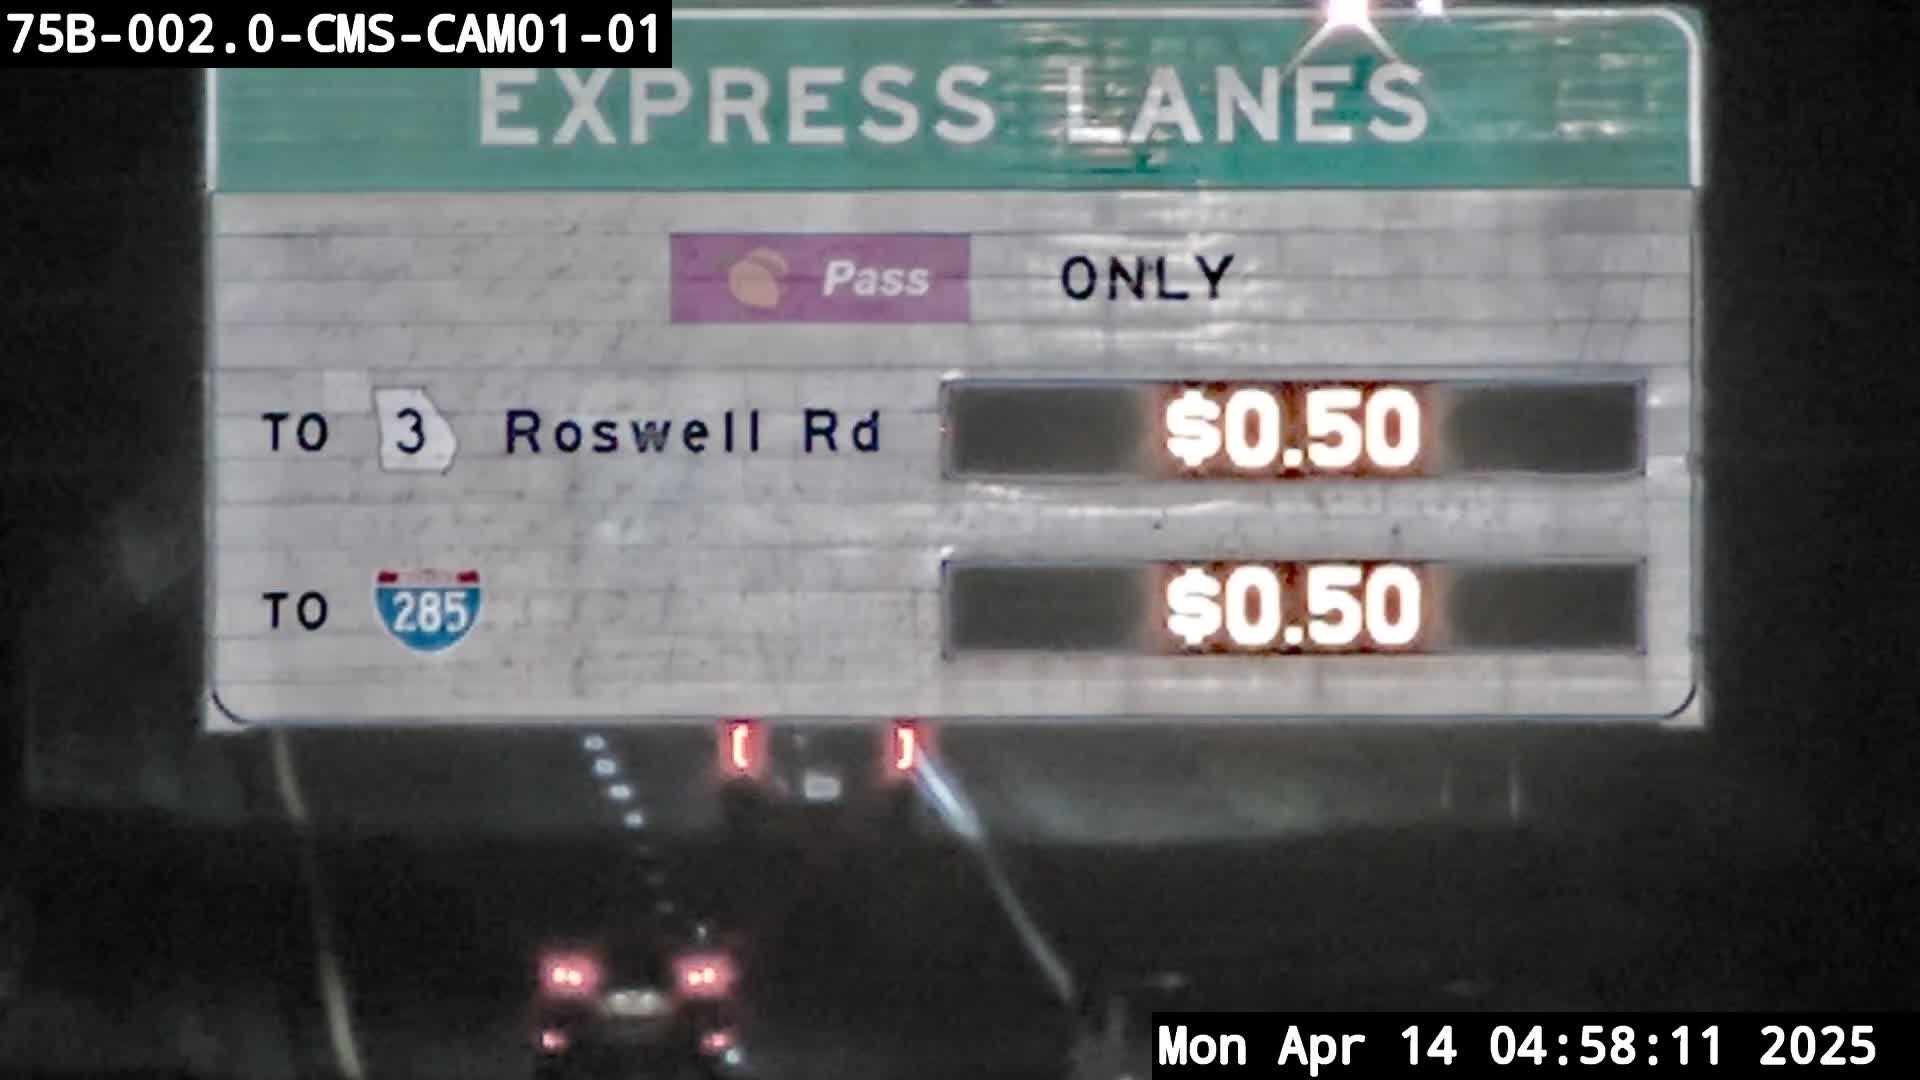 75B-002.0-CMS-CAM01-01
EXPRESS LANES
Pass ONLY
TO 3 Roswell Rd $0.50
TO 285 $0.50
Mon Apr 14 04:58:11 2025